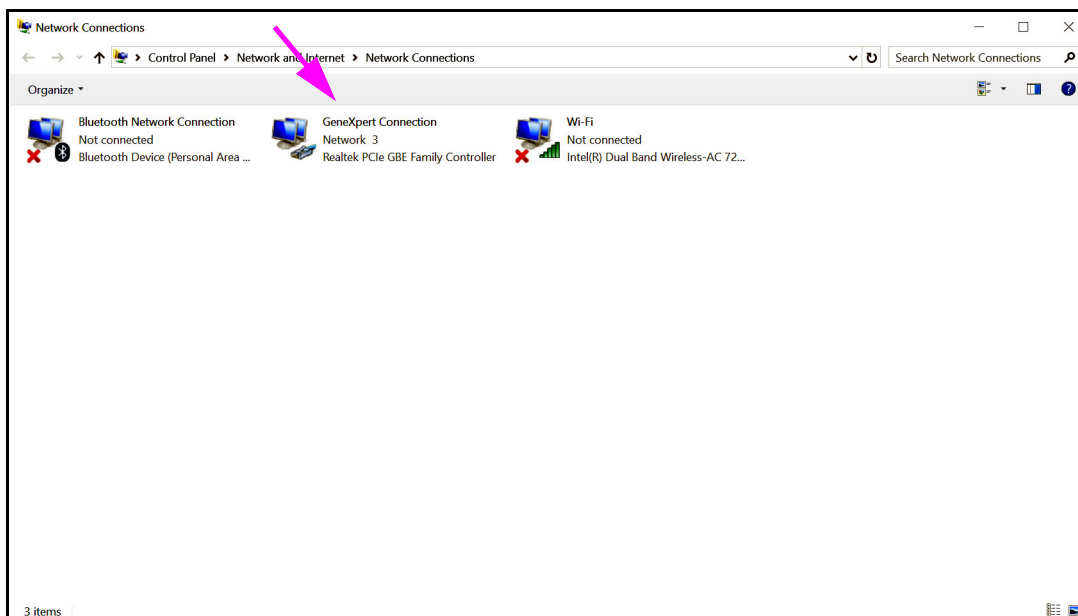 Network Connections
Control Panel > Network and Internet > Network Connections
Search Network Connections
Organize
Bluetooth Network Connection
Not connected
Bluetooth Device (Personal Area ...
GeneXpert Connection
Network 3
Realtek PCIe GBE Family Controller
Wi-Fi
Not connected
Intel(R) Dual Band Wireless-AC 72...
3 items